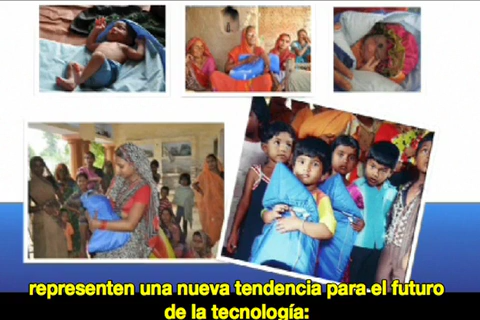 representen una nueva tendencia para el futuro
de la tecnología: